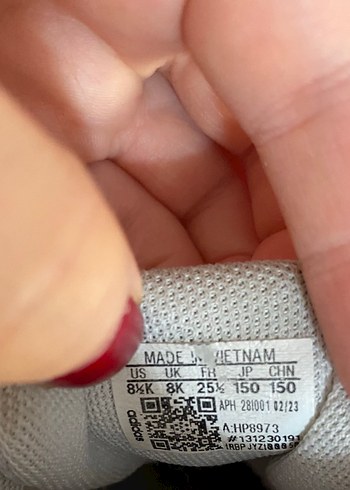 MADE IN VIETNAM
US UK FR JP CHN
8½K 8K 25½ 150 150
APH 281001 02/23
adidas
A:HP8973
#131230191